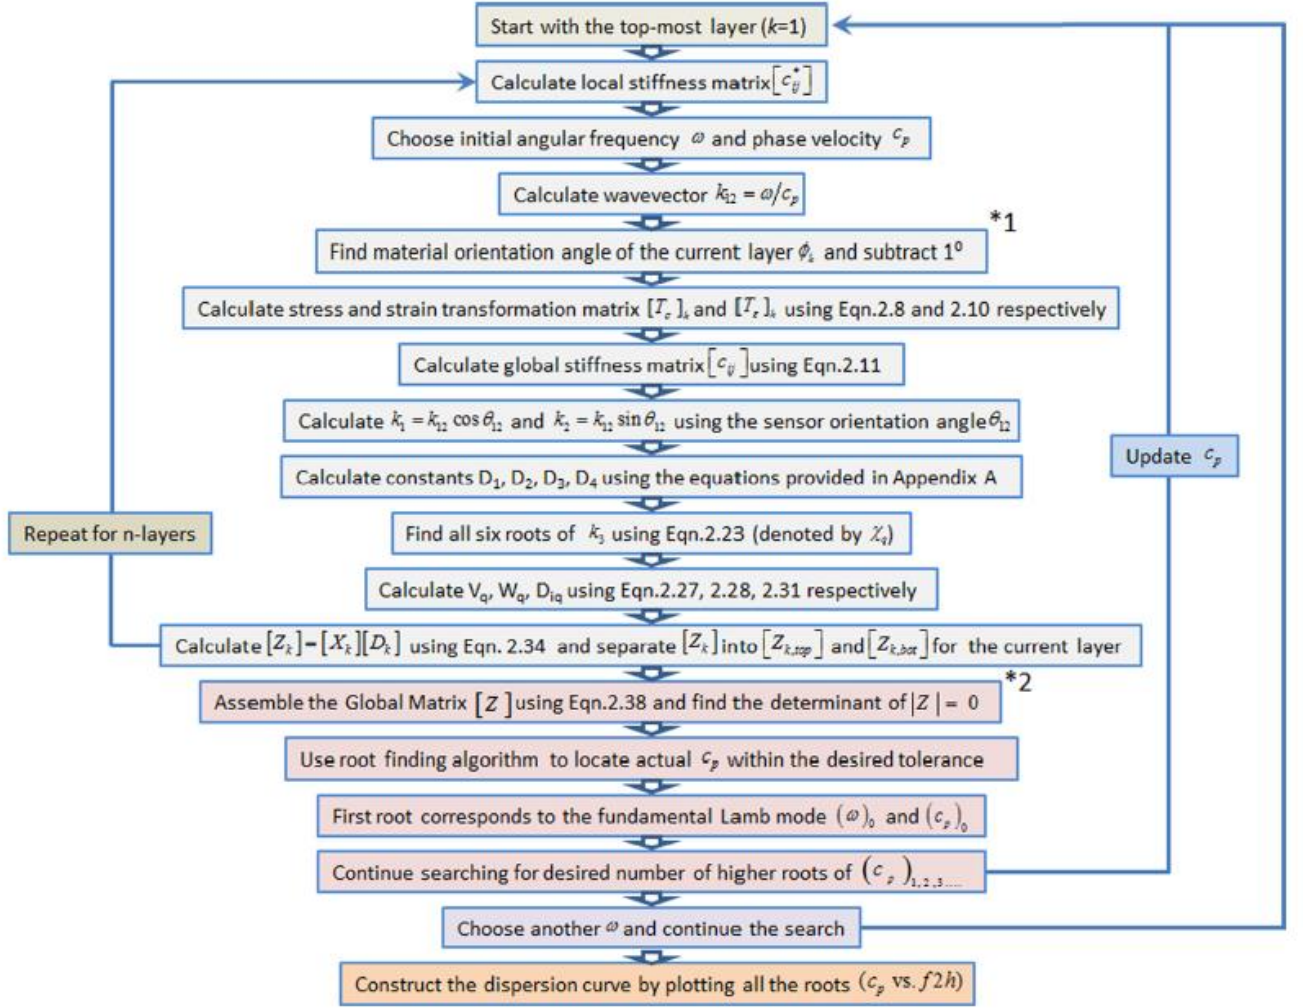 Start with the top-most layer (k=1)
Calculate local stiffness matrix [c*ij]
Choose initial angular frequency ω and phase velocity cp
Calculate wavevector k12 = ω/cp
*1
Find material orientation angle of the current layer ϕk and subtract 1⁰
Calculate stress and strain transformation matrix [Tσ]k and [Tε]k using Eqn.2.8 and 2.10 respectively
Calculate global stiffness matrix [cij] using Eqn.2.11
Calculate k1 = k12 cos θ12 and k2 = k12 sin θ12 using the sensor orientation angle θ12
Update cp
Calculate constants D1, D2, D3, D4 using the equations provided in Appendix A
Repeat for n-layers
Find all six roots of k3 using Eqn.2.23 (denoted by χq)
Calculate Vq, Wq, Diq using Eqn.2.27, 2.28, 2.31 respectively
Calculate [Zk]=[Xk][Dk] using Eqn. 2.34 and separate [Zk] into [Zk,top] and [Zk,bot] for the current layer
*2
Assemble the Global Matrix [Z] using Eqn.2.38 and find the determinant of |Z| = 0
Use root finding algorithm to locate actual cp within the desired tolerance
First root corresponds to the fundamental Lamb mode (ω)0 and (cp)0
Continue searching for desired number of higher roots of (cp)1,2,3....
Choose another ω and continue the search
Construct the dispersion curve by plotting all the roots (cp vs. f2h)